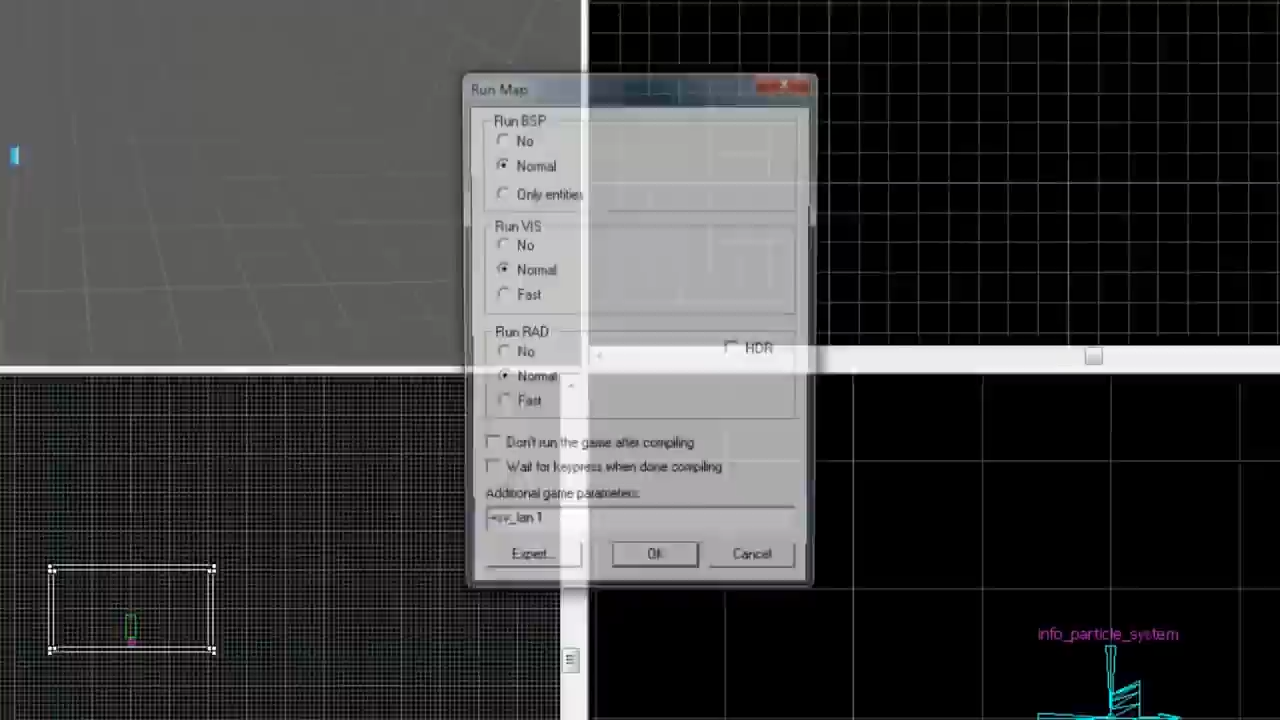 Run Map
Run BSP
No
Normal
Only entities
Run VIS
No
Normal
Fast
Run RAD
No
HDR
Normal
Fast
Don't run the game after compiling
Wait for keypress when done compiling
Additional game parameters:
+sv_lan 1
Expert...
OK
Cancel
info_particle_system